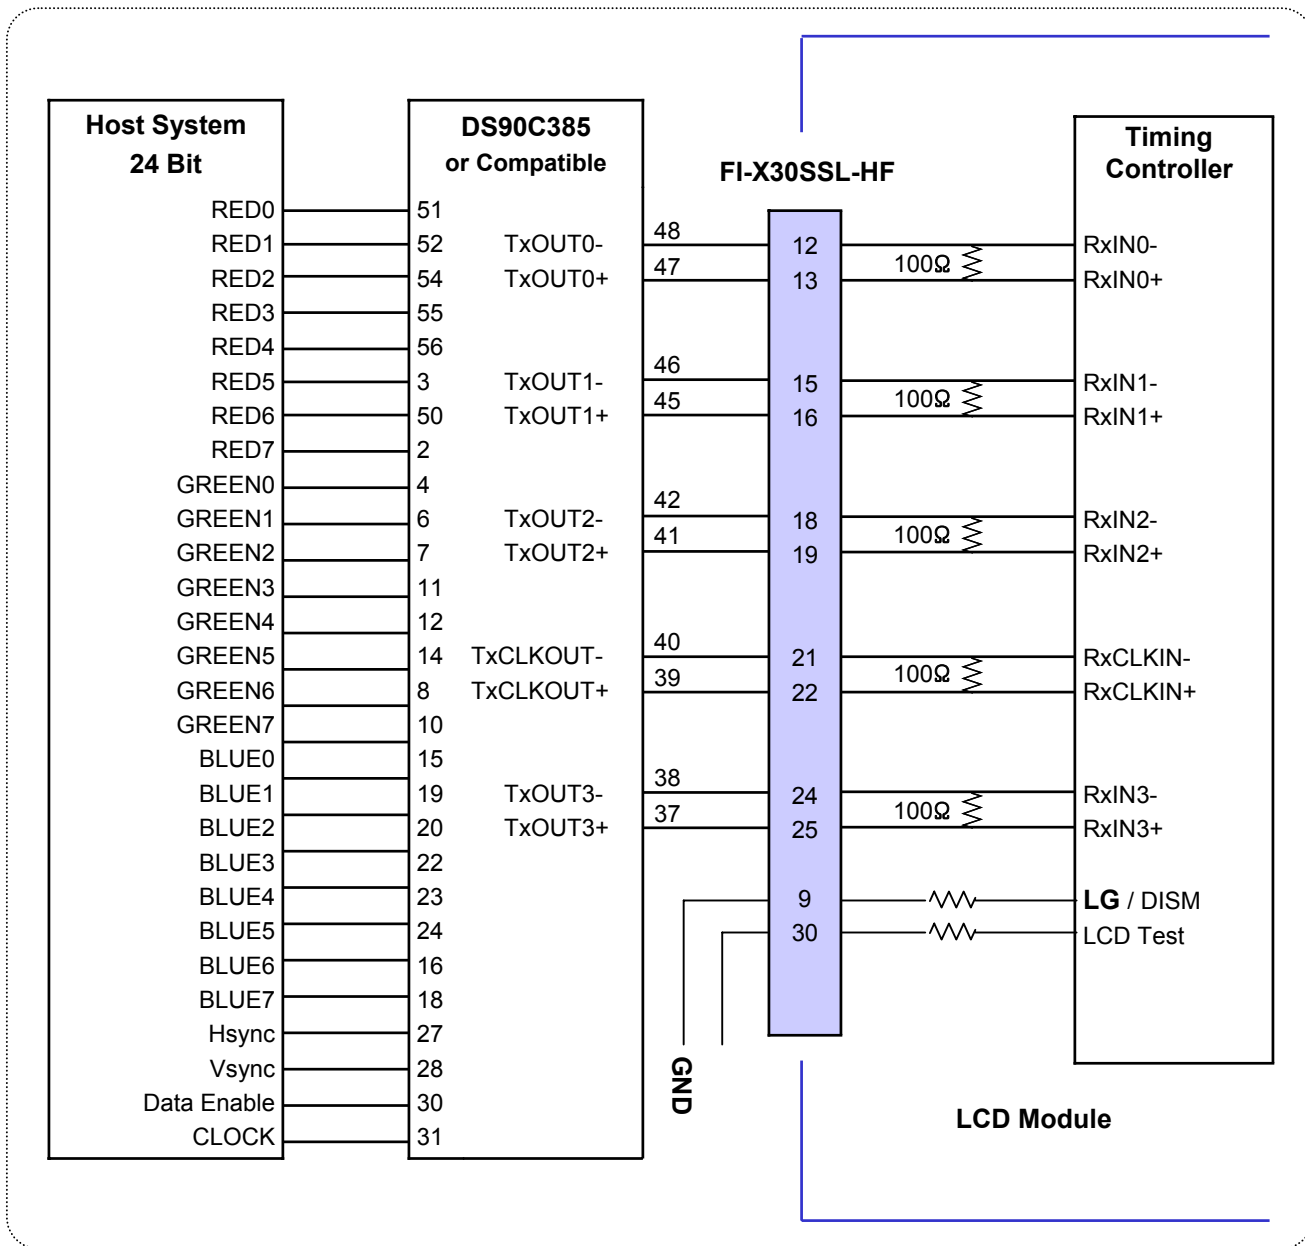 Host System
24 Bit
RED0
RED1
RED2
RED3
RED4
RED5
RED6
RED7
GREEN0
GREEN1
GREEN2
GREEN3
GREEN4
GREEN5
GREEN6
GREEN7
BLUE0
BLUE1
BLUE2
BLUE3
BLUE4
BLUE5
BLUE6
BLUE7
Hsync
Vsync
Data Enable
CLOCK
DS90C385
or Compatible
51
52
54
55
56
3
50
2
4
6
7
11
12
14
8
10
15
19
20
22
23
24
16
18
27
28
30
31
TxOUT0-
TxOUT0+
TxOUT1-
TxOUT1+
TxOUT2-
TxOUT2+
TxCLKOUT-
TxCLKOUT+
TxOUT3-
TxOUT3+
48
47
46
45
42
41
40
39
38
37
GND
FI-X30SSL-HF
12
13
15
16
18
19
21
22
24
25
9
30
100Ω
100Ω
100Ω
100Ω
100Ω
Timing
Controller
RxIN0-
RxIN0+
RxIN1-
RxIN1+
RxIN2-
RxIN2+
RxCLKIN-
RxCLKIN+
RxIN3-
RxIN3+
LG / DISM
LCD Test
LCD Module